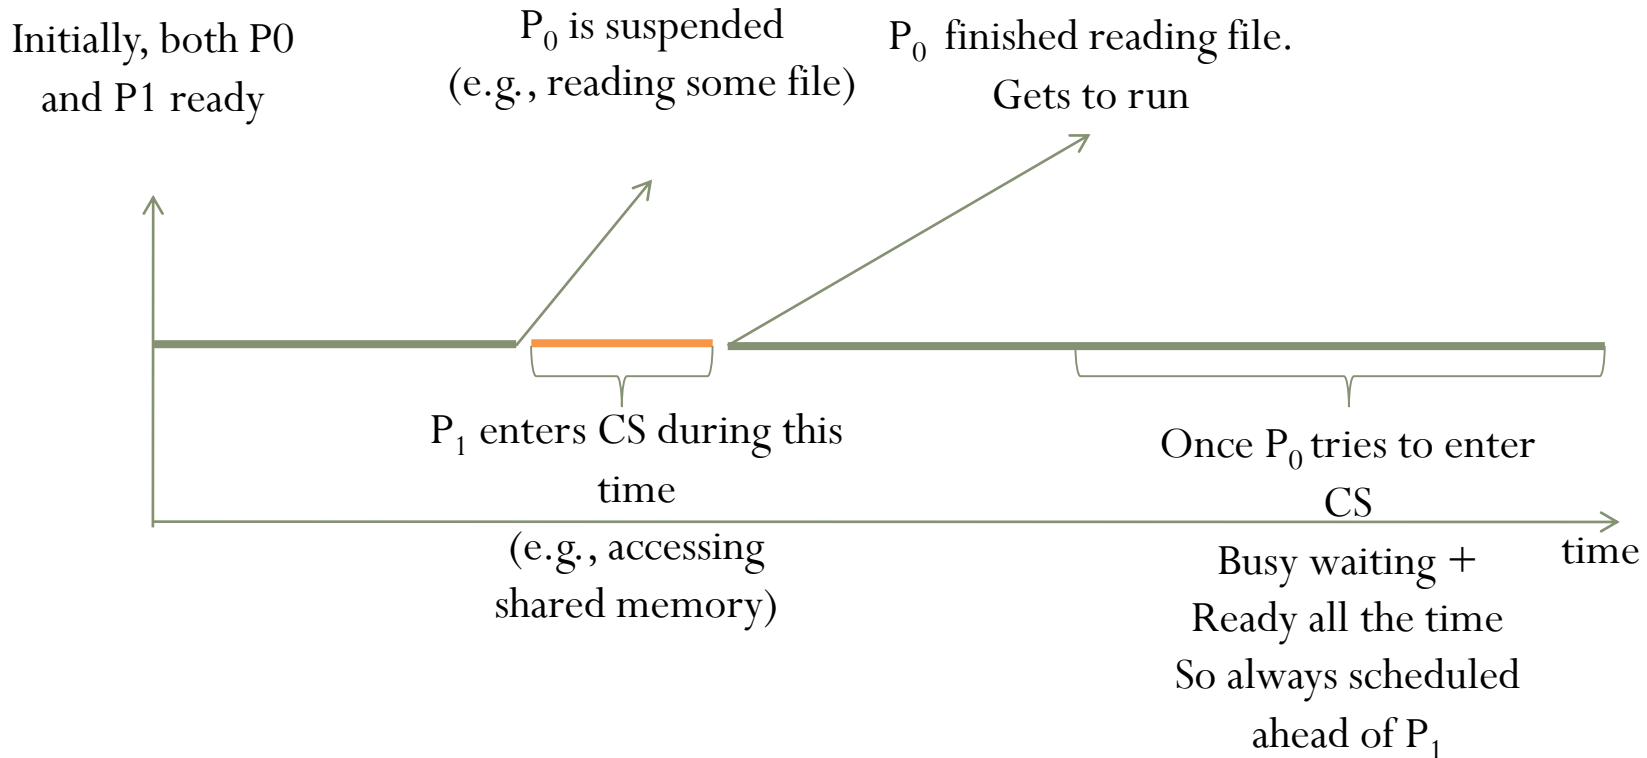 Initially, both P0
and P1 ready
P₀ is suspended
(e.g., reading some file)
P₀ finished reading file.
Gets to run
P₁ enters CS during this
time
(e.g., accessing
shared memory)
Once P₀ tries to enter
CS
Busy waiting +
Ready all the time
So always scheduled
ahead of P₁
time